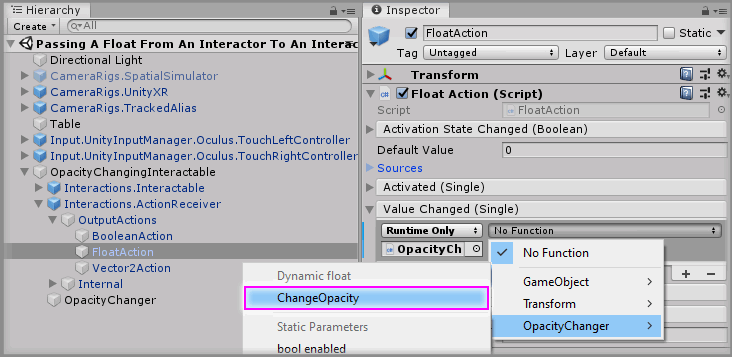 Hierarchy
Create
All
Passing A Float From An Interactor To An Interac
Directional Light
CameraRigs.SpatialSimulator
CameraRigs.UnityXR
CameraRigs.TrackedAlias
Table
Input.UnityInputManager.Oculus.TouchLeftController
Input.UnityInputManager.Oculus.TouchRightController
OpacityChangingInteractable
Interactions.Interactable
Interactions.ActionReceiver
OutputActions
BooleanAction
FloatAction
Vector2Action
Internal
OpacityChanger
Inspector
FloatAction
Static
Tag Untagged Layer Default
Transform
Float Action (Script)
Script FloatAction
Activation State Changed (Boolean)
Default Value 0
Sources
Activated (Single)
Value Changed (Single)
Runtime Only No Function
OpacityCh
No Function
GameObject
Transform
OpacityChanger
Dynamic float
ChangeOpacity
Static Parameters
bool enabled